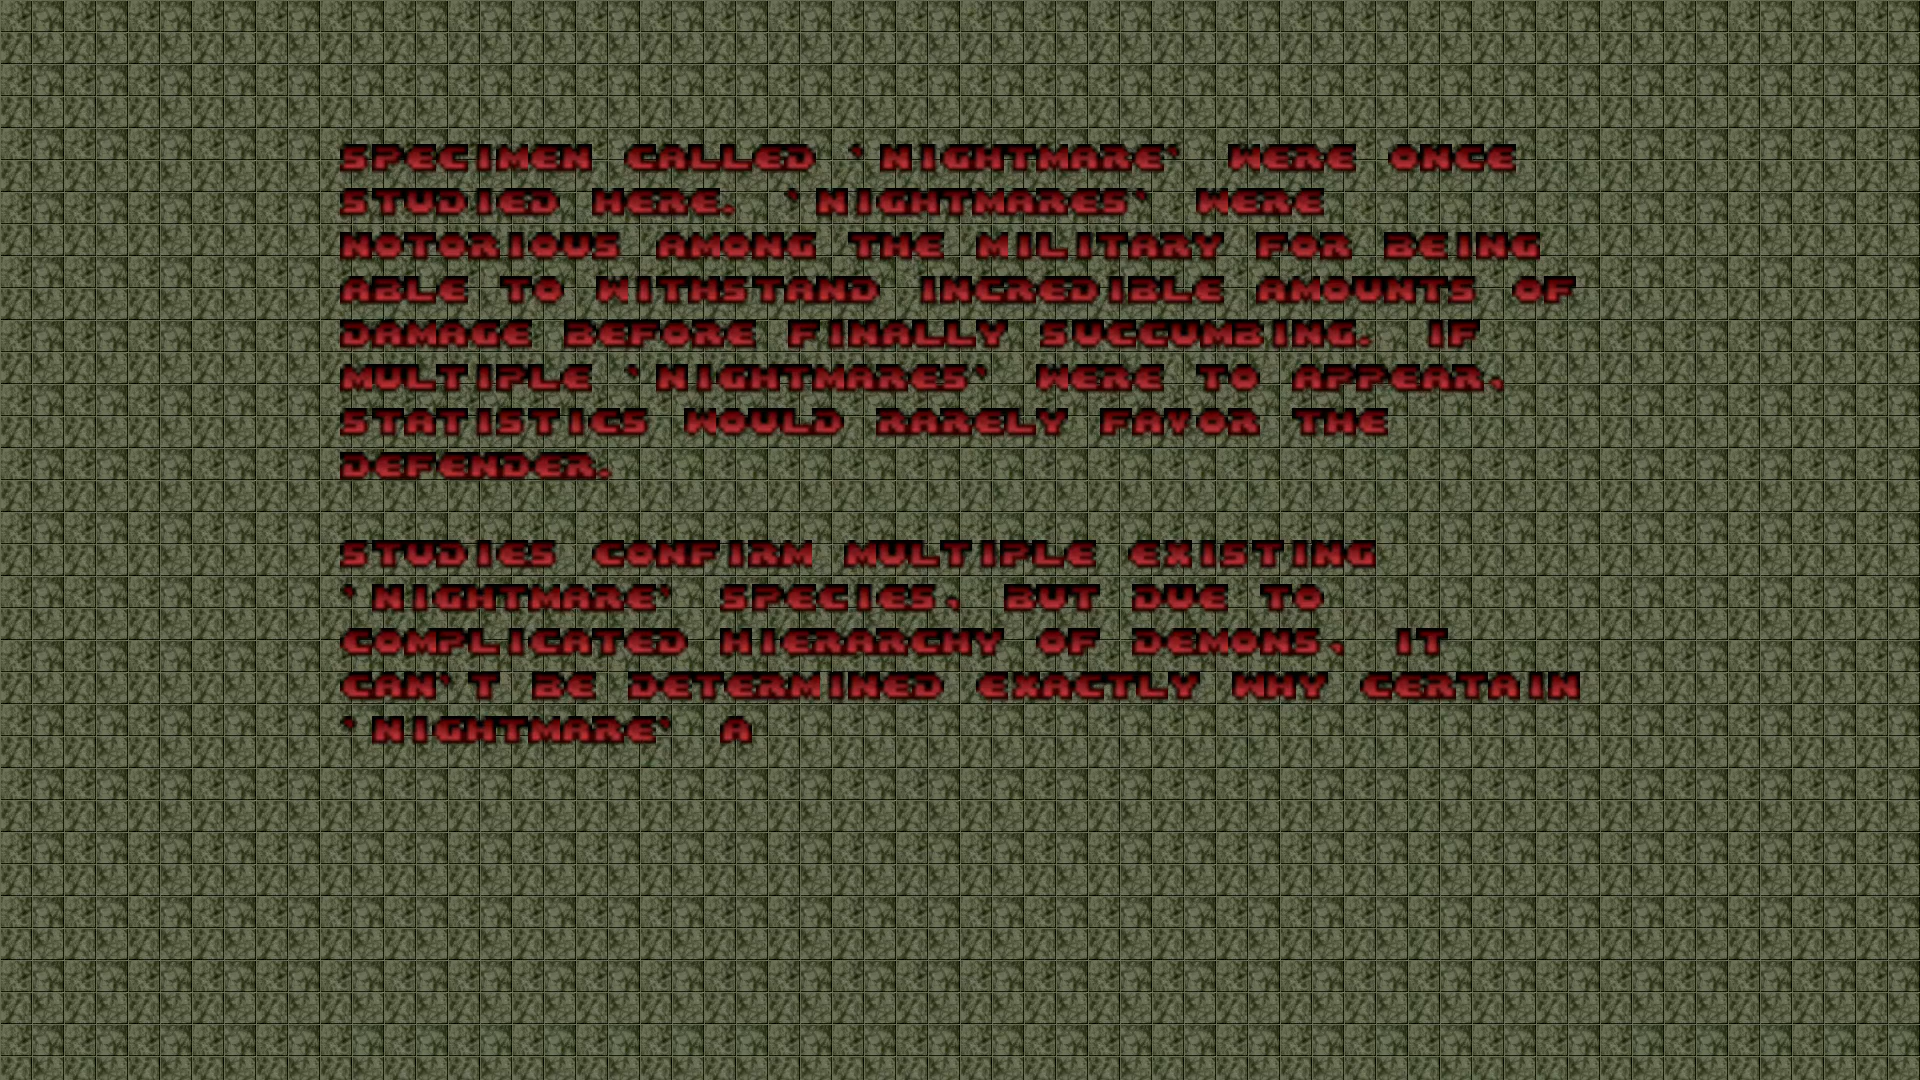 SPECIMEN CALLED 'NIGHTMARE' WERE ONCE
STUDIED HERE. 'NIGHTMARES' WERE
NOTORIOUS AMONG THE MILITARY FOR BEING
ABLE TO WITHSTAND INCREDIBLE AMOUNTS OF
DAMAGE BEFORE FINALLY SUCCUMBING. IF
MULTIPLE 'NIGHTMARES' WERE TO APPEAR,
STATISTICS WOULD RARELY FAVOR THE
DEFENDER.
STUDIES CONFIRM MULTIPLE EXISTING
'NIGHTMARE' SPECIES, BUT DUE TO
COMPLICATED HIERARCHY OF DEMONS, IT
CAN'T BE DETERMINED EXACTLY WHY CERTAIN
'NIGHTMARE' A